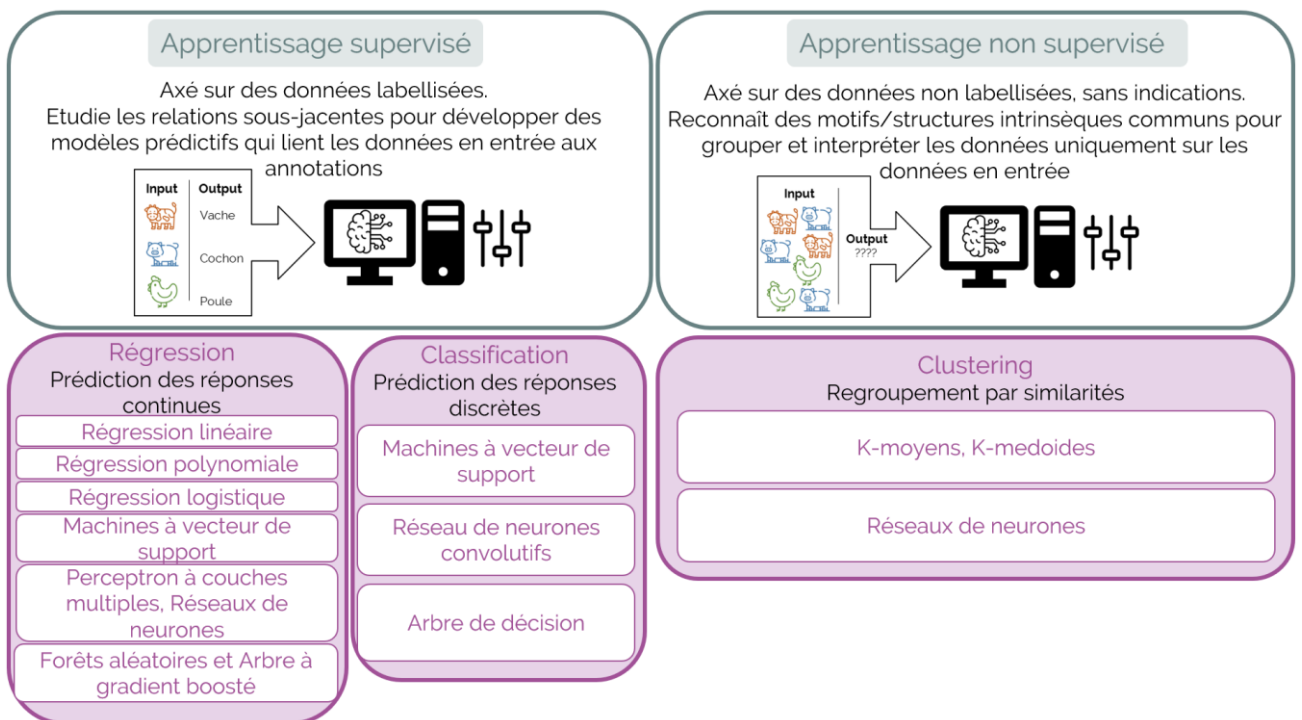 Apprentissage supervisé
Axé sur des données labellisées.
Etudie les relations sous-jacentes pour développer des
modèles prédictifs qui lient les données en entrée aux
annotations
Input Output
Vache
Cochon
Poule
Apprentissage non supervisé
Axé sur des données non labellisées, sans indications.
Reconnaît des motifs/structures intrinsèques communs pour
grouper et interpréter les données uniquement sur les
données en entrée
Input
Output
????
Régression
Prédiction des réponses
continues
Régression linéaire
Régression polynomiale
Régression logistique
Machines à vecteur de
support
Perceptron à couches
multiples, Réseaux de
neurones
Forêts aléatoires et Arbre à
gradient boosté
Classification
Prédiction des réponses
discrètes
Machines à vecteur de
support
Réseau de neurones
convolutifs
Arbre de décision
Clustering
Regroupement par similarités
K-moyens, K-medoides
Réseaux de neurones